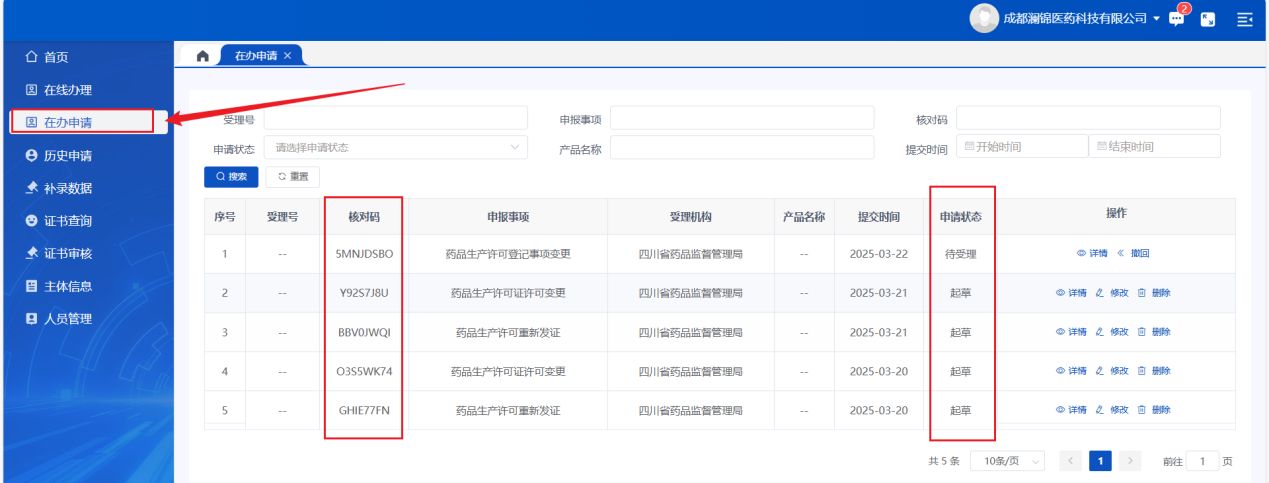 成都澜锦医药科技有限公司 2
首页
在线办理
在办申请
历史申请
补录数据
证书查询
证书审核
主体信息
人员管理
在办申请 ×
受理号 申报事项 核对码
申请状态 请选择申请状态 产品名称 提交时间 开始时间 结束时间
搜索 重置
序号 受理号 核对码 申报事项 受理机构 产品名称 提交时间 申请状态 操作
1 -- 5MNJDSBO 药品生产许可登记事项变更 四川省药品监督管理局 -- 2025-03-22 待受理 详情 撤回
2 -- Y92S7J8U 药品生产许可证许可变更 四川省药品监督管理局 -- 2025-03-21 起草 详情 修改 删除
3 -- BBV0JWQI 药品生产许可重新发证 四川省药品监督管理局 -- 2025-03-21 起草 详情 修改 删除
4 -- O3S5WK74 药品生产许可证许可变更 四川省药品监督管理局 -- 2025-03-20 起草 详情 修改 删除
5 -- GHIE77FN 药品生产许可重新发证 四川省药品监督管理局 -- 2025-03-20 起草 详情 修改 删除
共 5 条 10条/页 < 1 > 前往 1 页